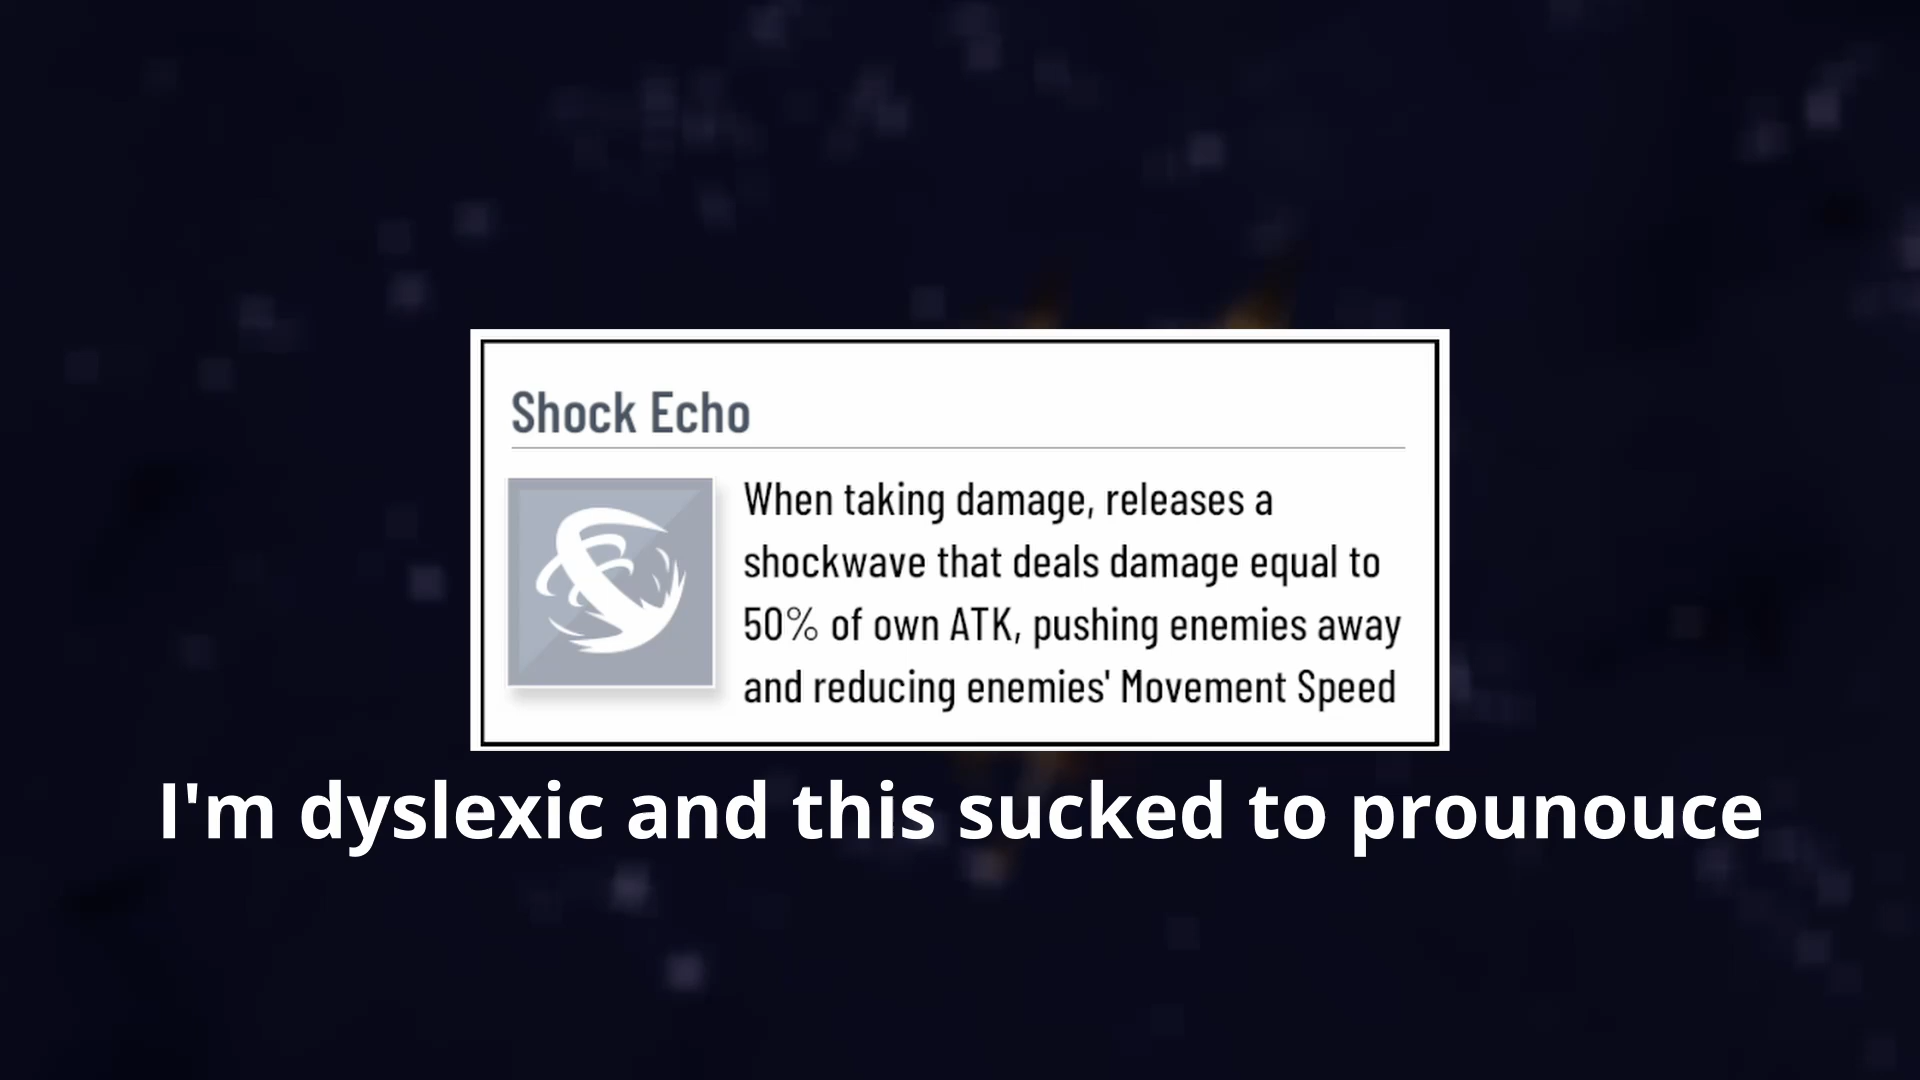 Shock Echo
When taking damage, releases a
shockwave that deals damage equal to
50% of own ATK, pushing enemies away
and reducing enemies' Movement Speed
I'm dyslexic and this sucked to prounouce